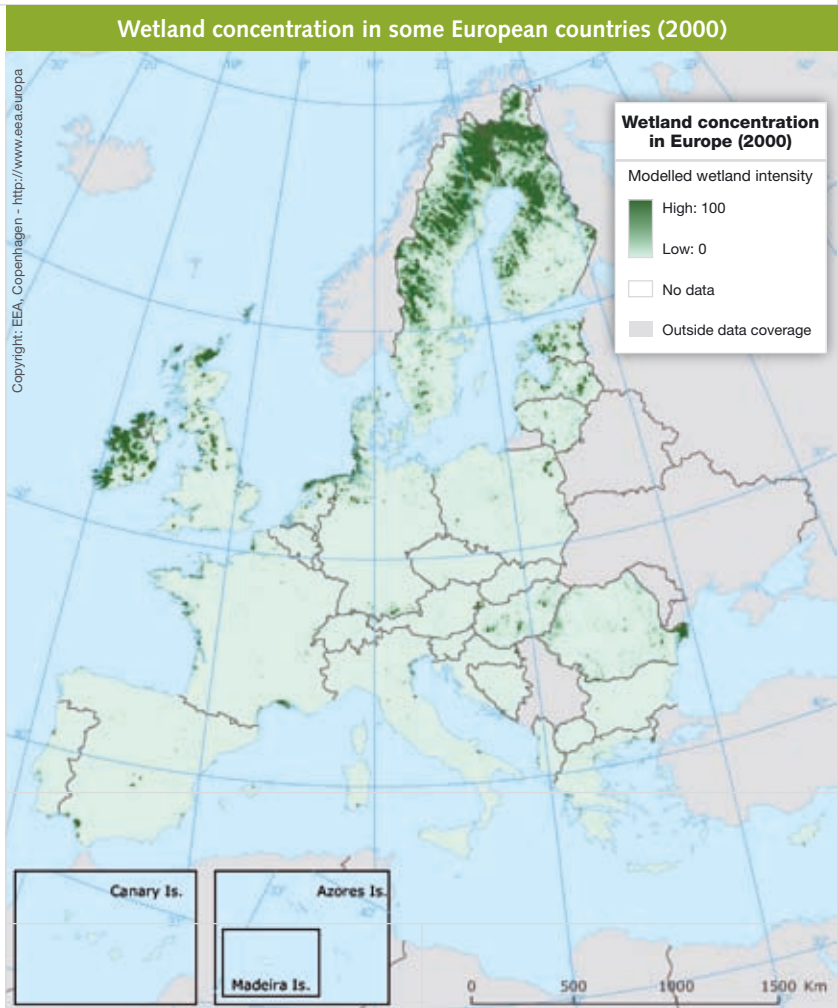 Wetland concentration in some European countries (2000)
Copyright: EEA, Copenhagen - http://www.eea.europa
Wetland concentration
in Europe (2000)
Modelled wetland intensity
High: 100
Low: 0
No data
Outside data coverage
Canary Is.
Azores Is.
Madeira Is.
0 500 1000 1500 Km